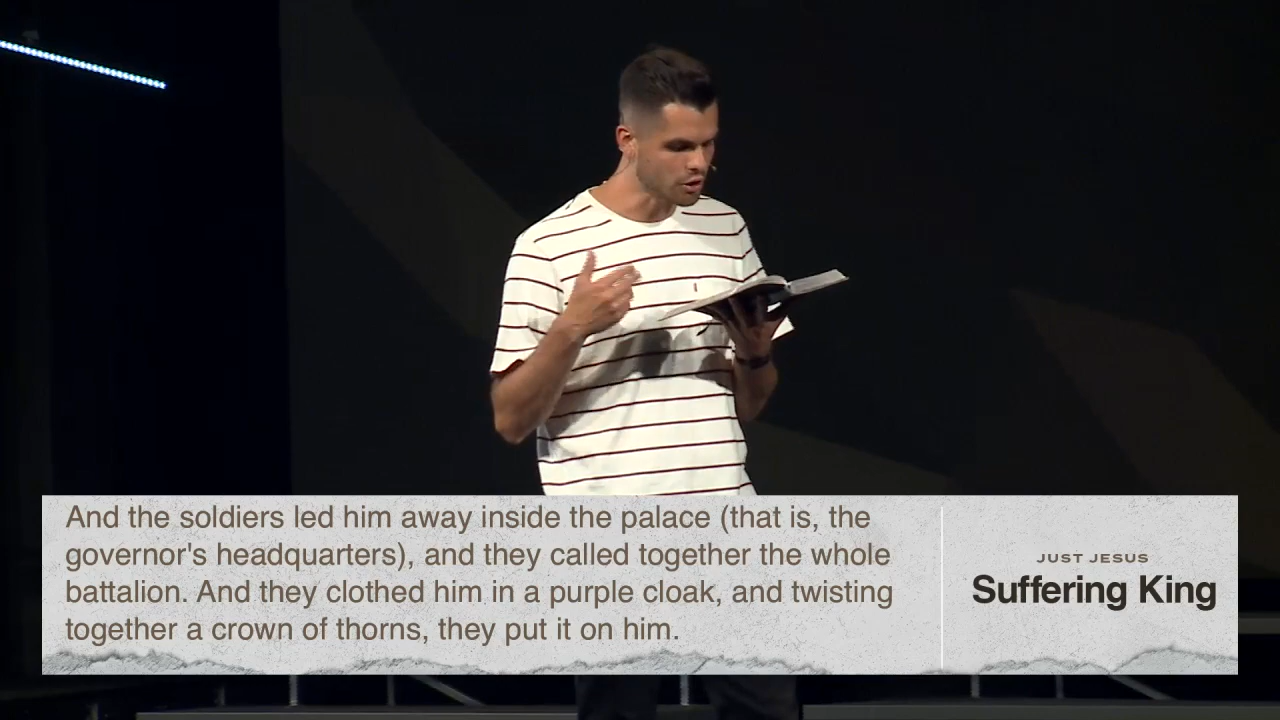 And the soldiers led him away inside the palace (that is, the
governor's headquarters), and they called together the whole
battalion. And they clothed him in a purple cloak, and twisting
together a crown of thorns, they put it on him.
JUST JESUS
Suffering King